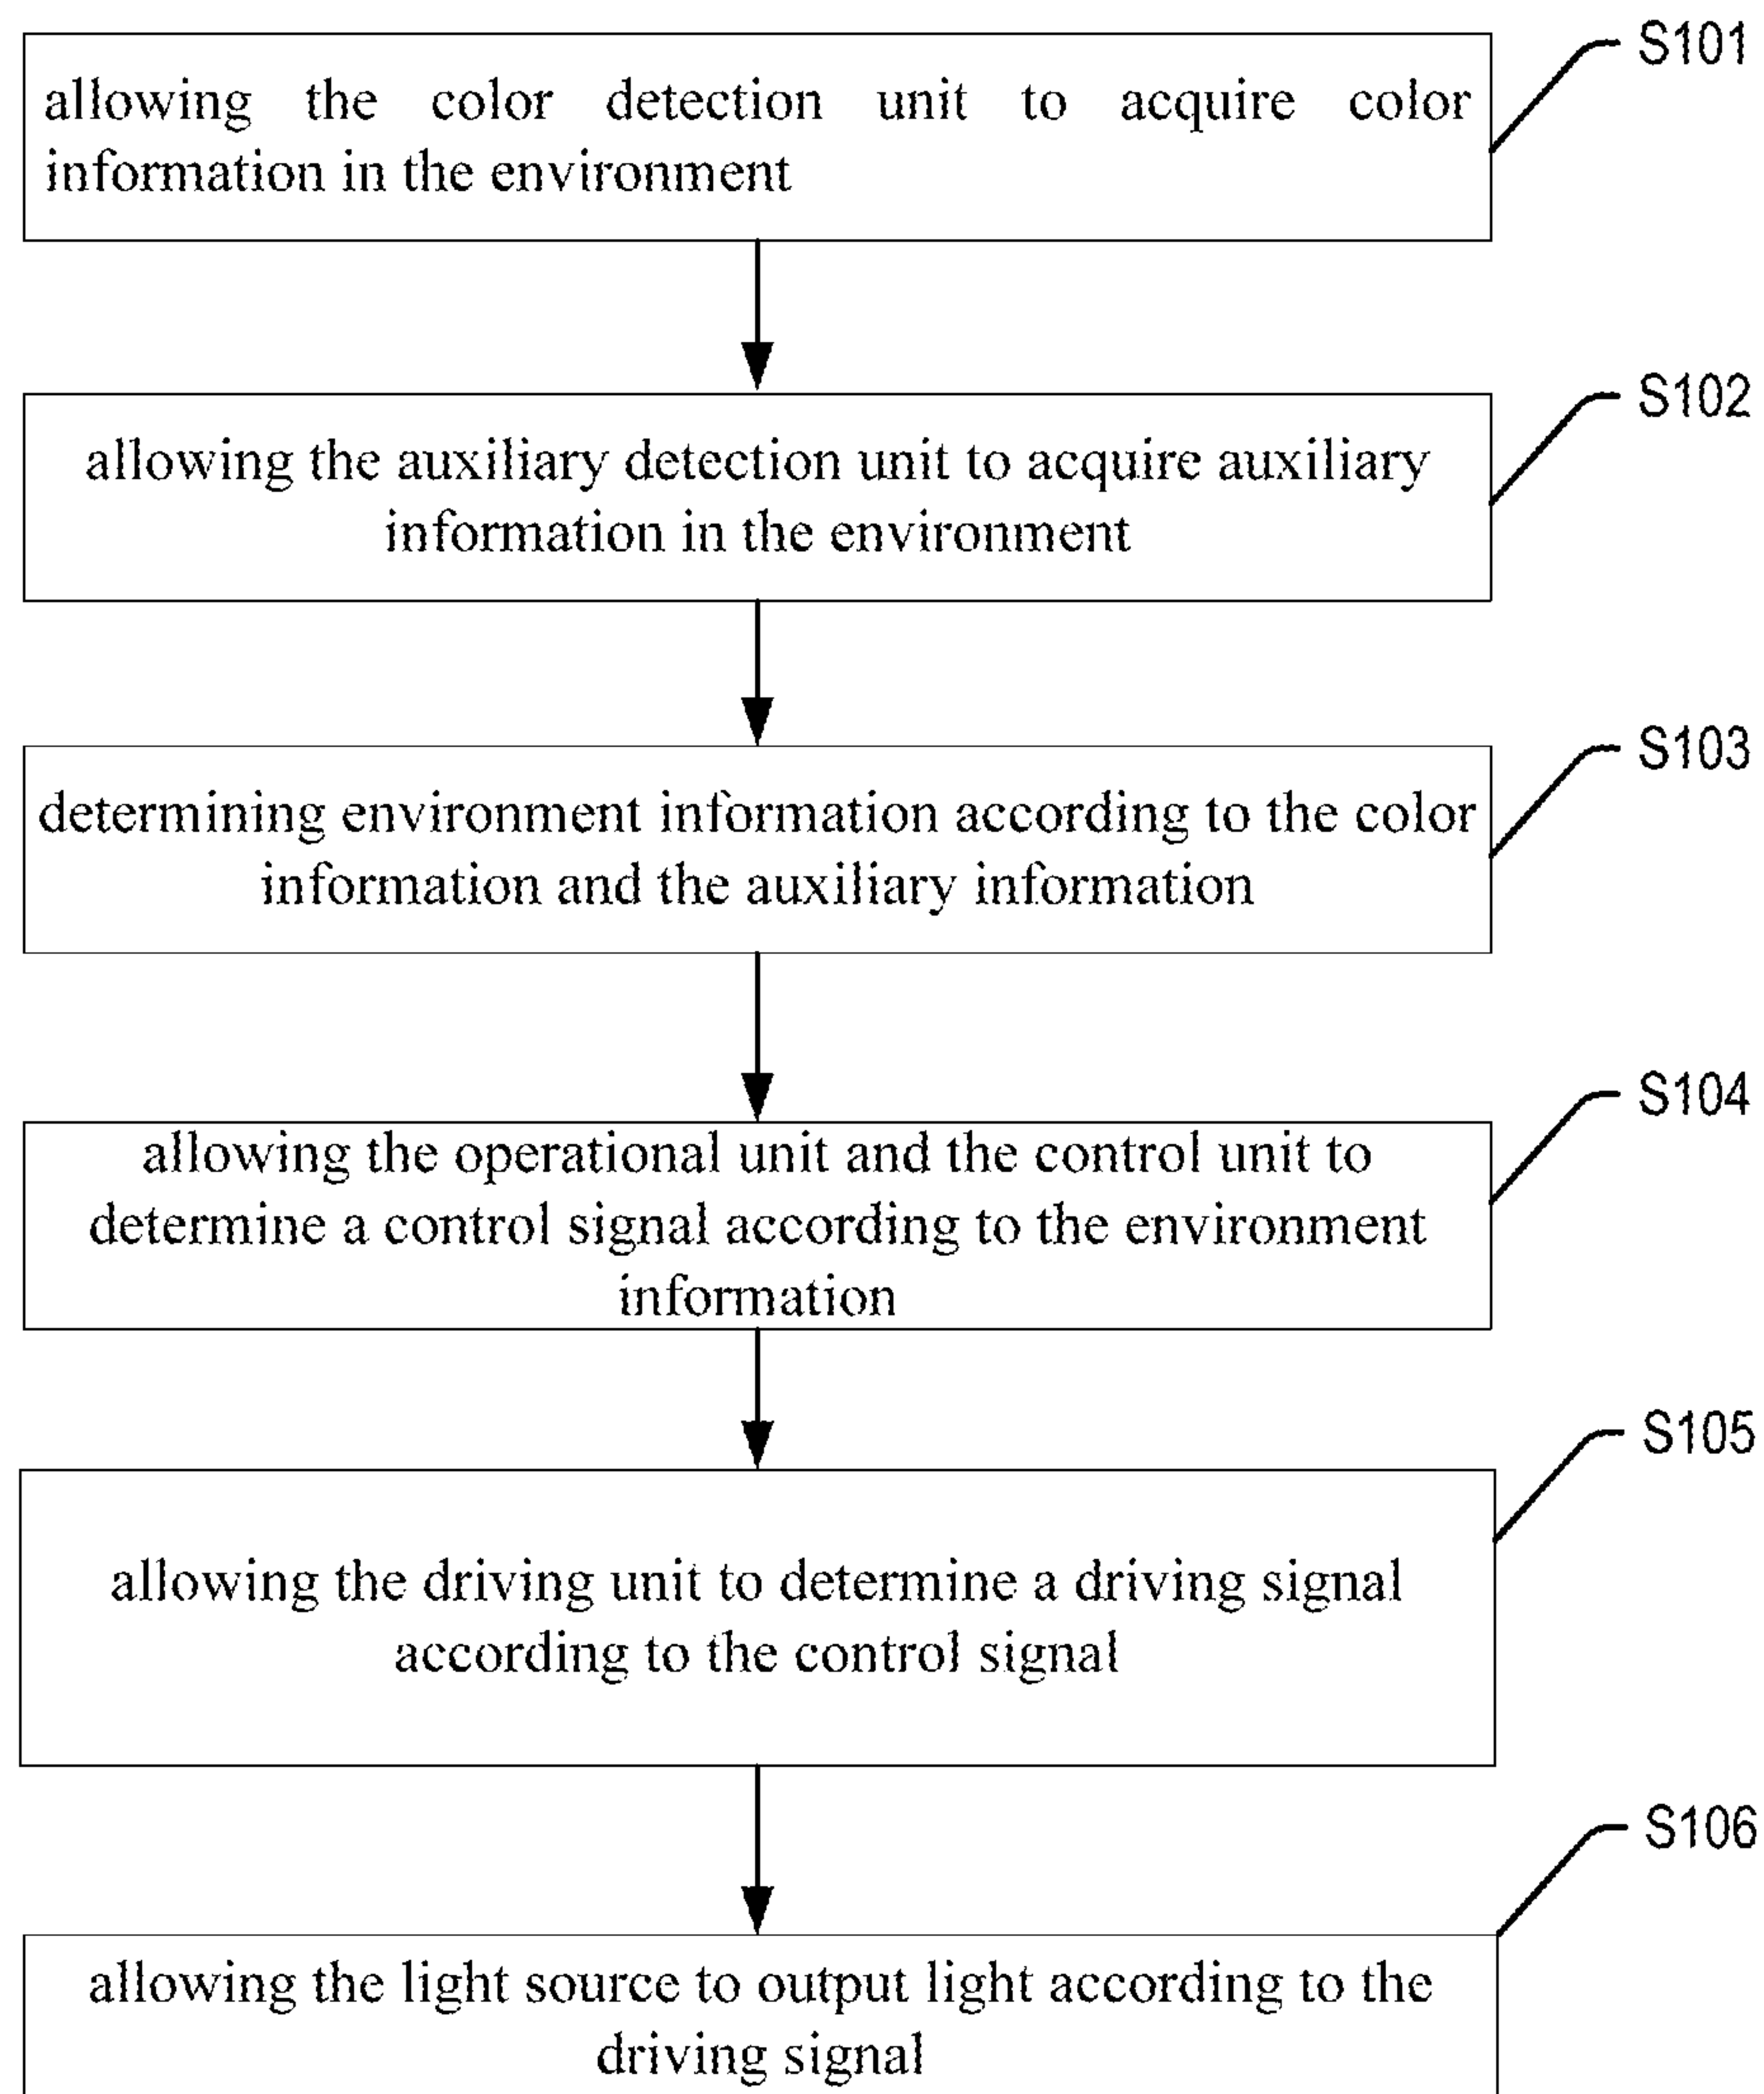 S101
allowing the color detection unit to acquire color
information in the environment
S102
allowing the auxiliary detection unit to acquire auxiliary
information in the environment
S103
determining environment information according to the color
information and the auxiliary information
S104
allowing the operational unit and the control unit to
determine a control signal according to the environment
information
S105
allowing the driving unit to determine a driving signal
according to the control signal
S106
allowing the light source to output light according to the
driving signal